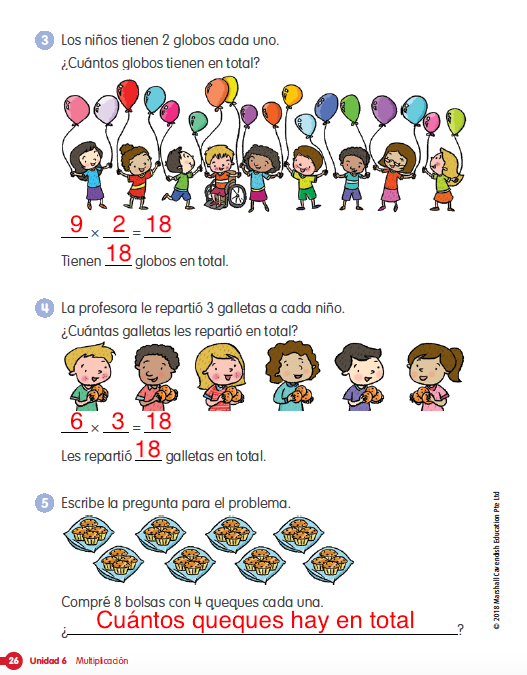 3 Los niños tienen 2 globos cada uno.
¿Cuántos globos tienen en total?
9 × 2 = 18
Tienen 18 globos en total.
4 La profesora le repartió 3 galletas a cada niño.
¿Cuántas galletas les repartió en total?
6 × 3 = 18
Les repartió 18 galletas en total.
5 Escribe la pregunta para el problema.
Compré 8 bolsas con 4 queques cada una.
¿Cuántos queques hay en total?
© 2018 Marshall Cavendish Education Pte Ltd
26 Unidad 6 Multiplicación